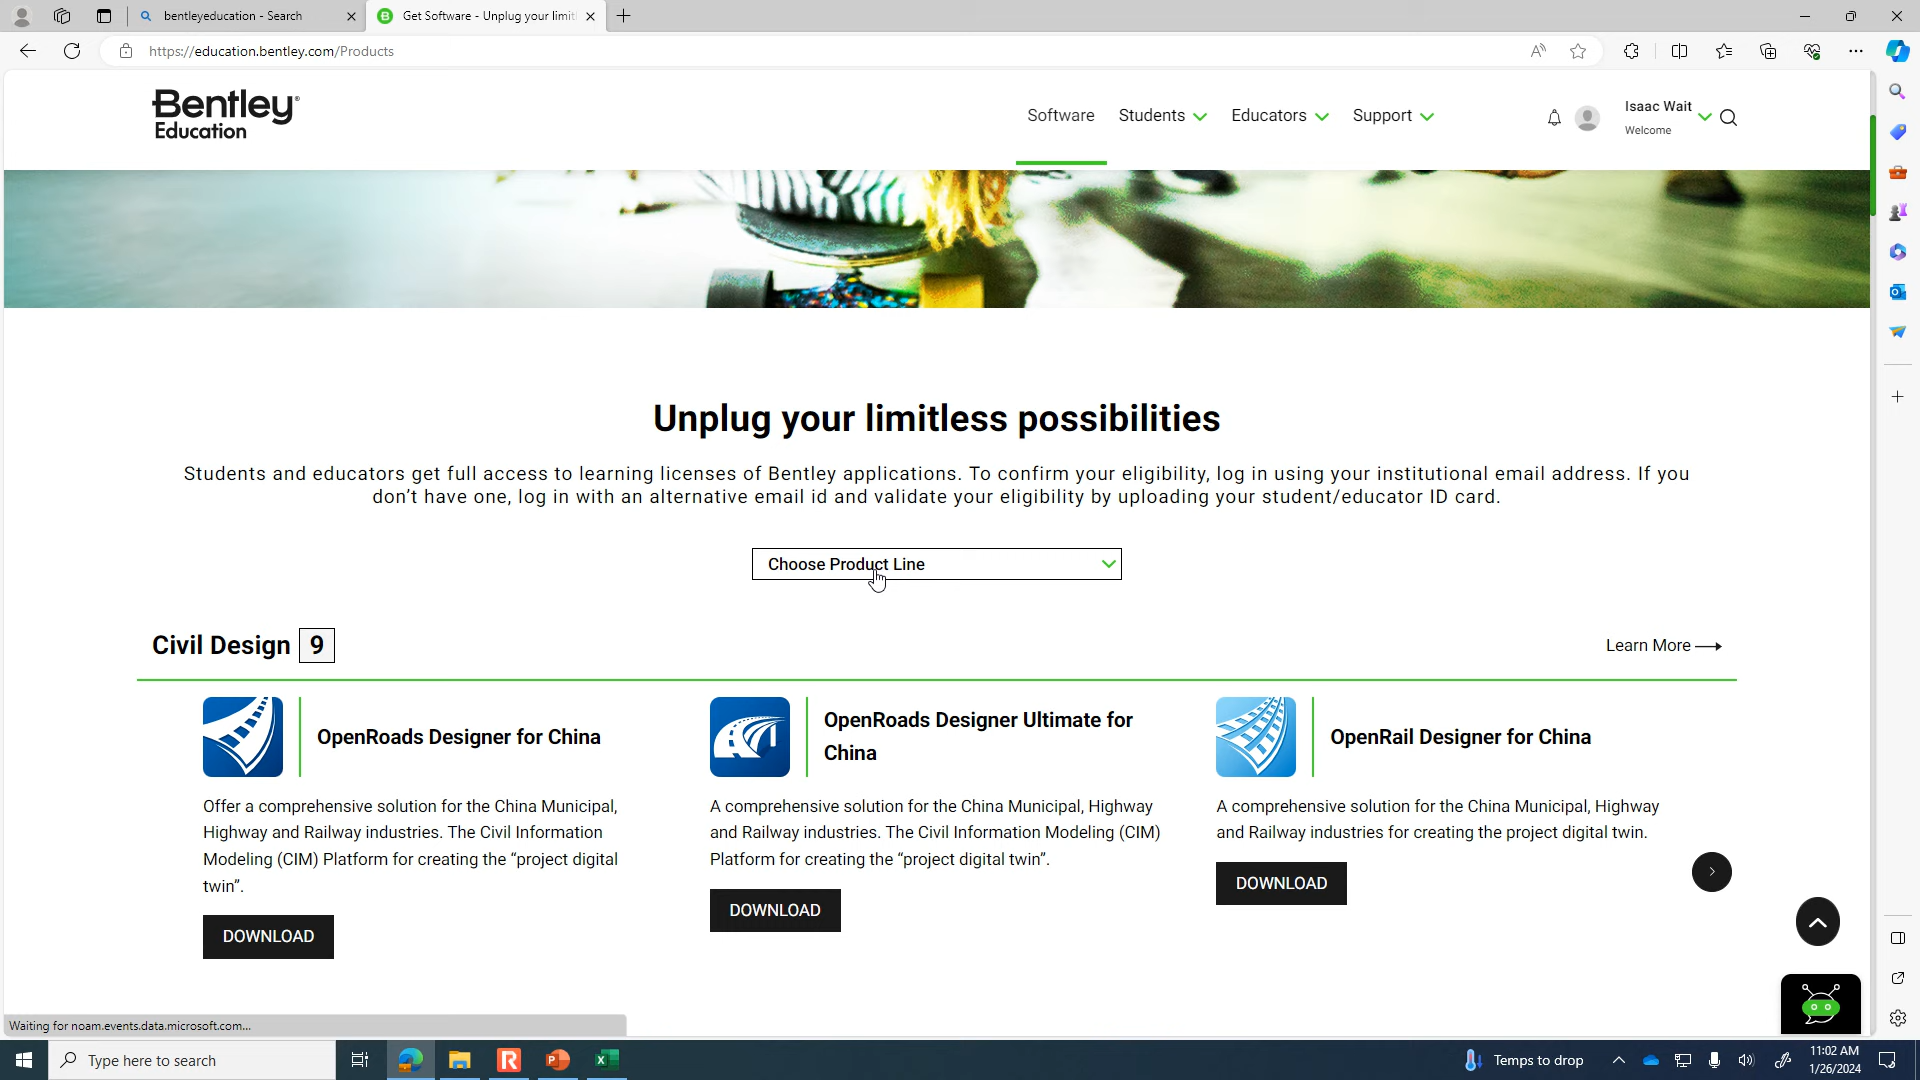 bentleyeducation - Search
Get Software - Unplug your limit
https://education.bentley.com/Products
Bentley
Education
Software
Students
Educators
Support
Isaac Wait
Welcome
Unplug your limitless possibilities
Students and educators get full access to learning licenses of Bentley applications. To confirm your eligibility, log in using your institutional email address. If you
don't have one, log in with an alternative email id and validate your eligibility by uploading your student/educator ID card.
Choose Product Line
Civil Design 9
Learn More
OpenRoads Designer for China
Offer a comprehensive solution for the China Municipal,
Highway and Railway industries. The Civil Information
Modeling (CIM) Platform for creating the “project digital
twin”.
DOWNLOAD
OpenRoads Designer Ultimate for
China
A comprehensive solution for the China Municipal, Highway
and Railway industries. The Civil Information Modeling (CIM)
Platform for creating the “project digital twin”.
DOWNLOAD
OpenRail Designer for China
A comprehensive solution for the China Municipal, Highway
and Railway industries for creating the project digital twin.
DOWNLOAD
Waiting for noam.events.data.microsoft.com...
Type here to search
Temps to drop
11:02 AM
1/26/2024